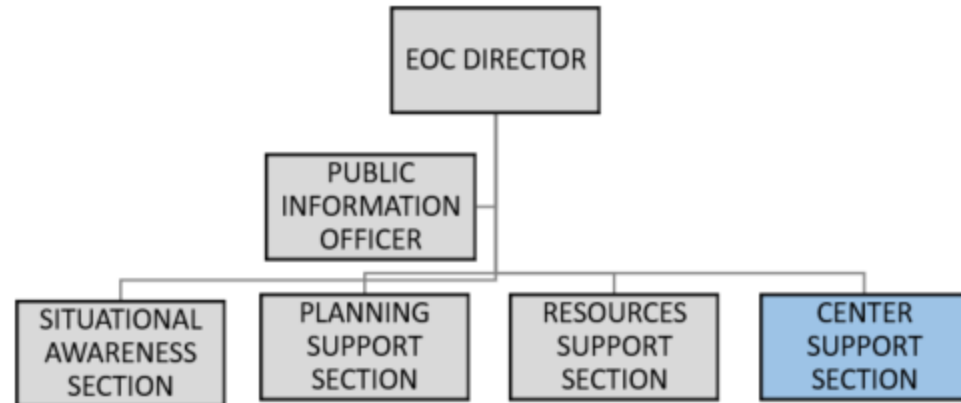 EOC DIRECTOR
PUBLIC
INFORMATION
OFFICER
SITUATIONAL
AWARENESS
SECTION
PLANNING
SUPPORT
SECTION
RESOURCES
SUPPORT
SECTION
CENTER
SUPPORT
SECTION